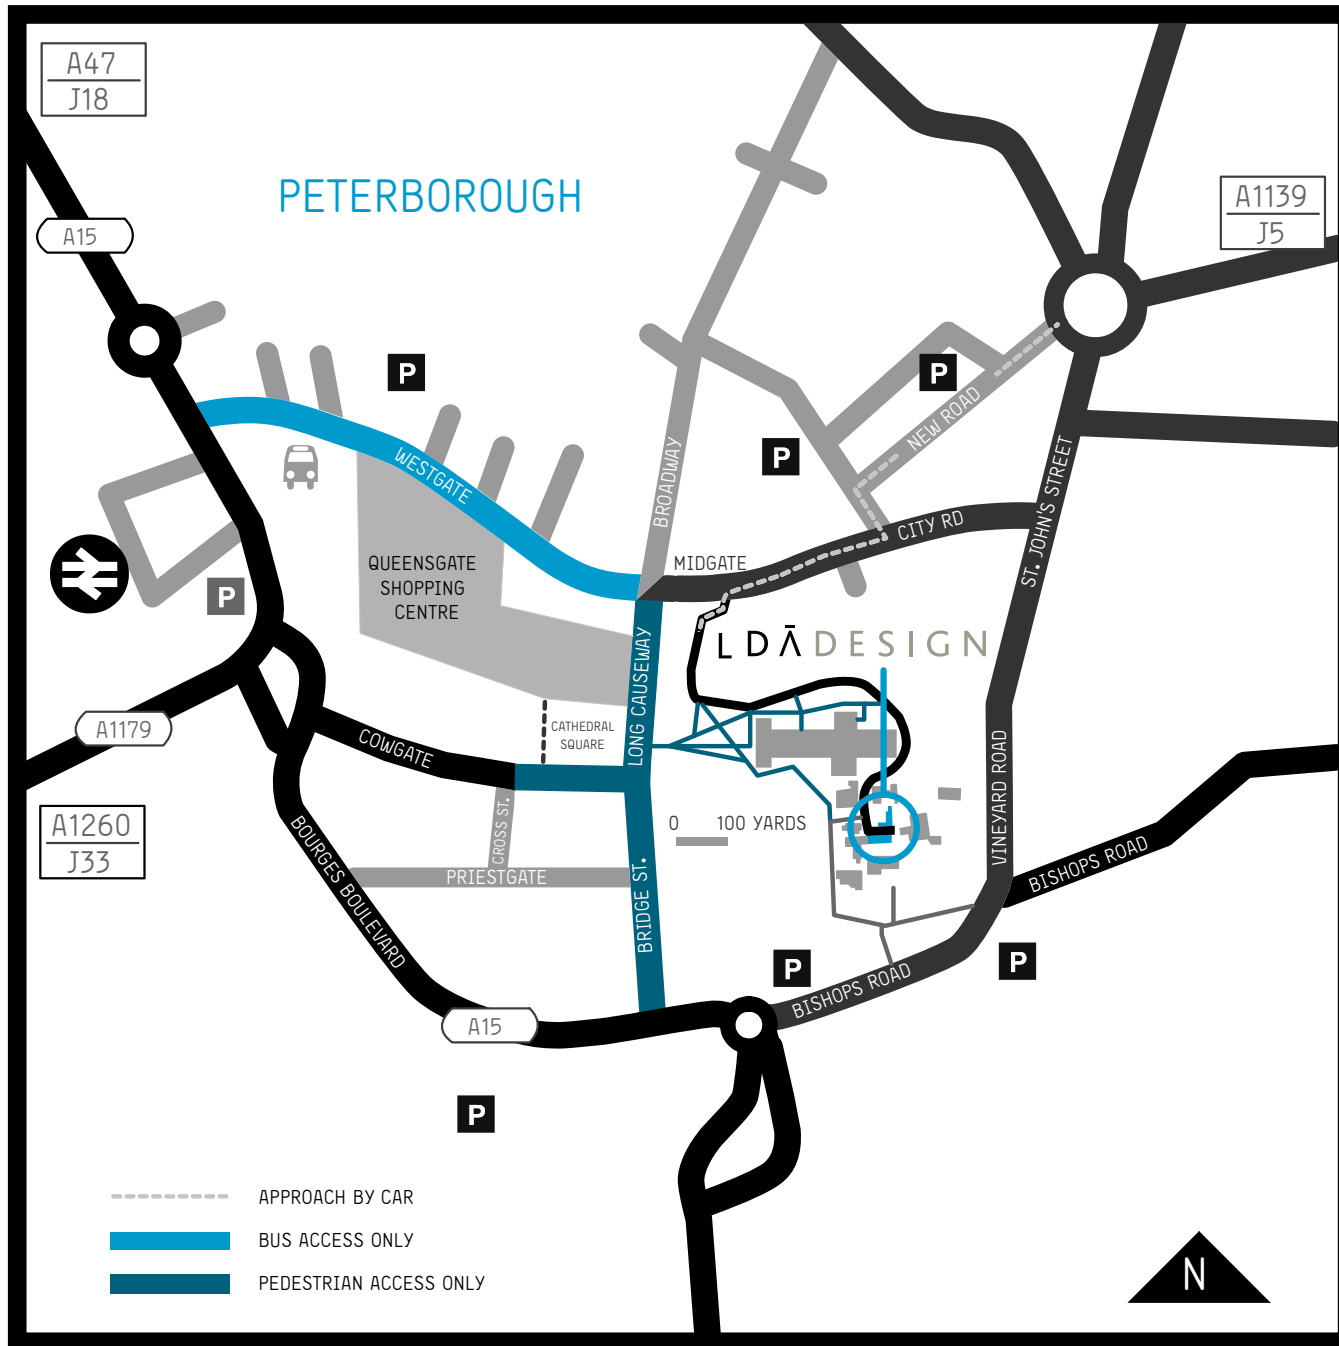 A47
J18
PETERBOROUGH
A1139
J5
A15
P
P
P
NEW ROAD
WESTGATE
BROADWAY
ST. JOHN'S STREET
CITY RD
MIDGATE
QUEENSGATE
SHOPPING
CENTRE
P
LDĀDESIGN
LONG CAUSEWAY
A1179
COWGATE
CATHEDRAL
SQUARE
VINEYARD ROAD
A1260
J33
0 100 YARDS
CROSS ST.
BOURGES BOULEVARD
PRIESTGATE
BRIDGE ST.
BISHOPS ROAD
P
P
BISHOPS ROAD
A15
P
APPROACH BY CAR
BUS ACCESS ONLY
PEDESTRIAN ACCESS ONLY
N